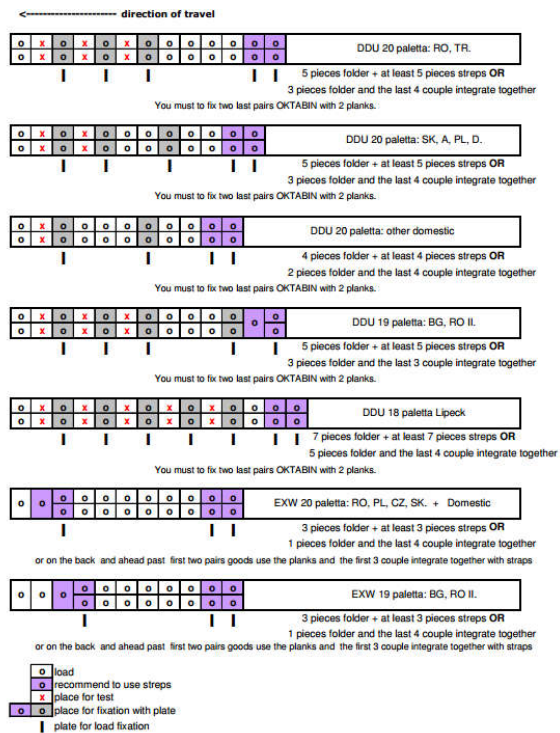 <---------------------- direction of travel
o x o x o x o o o o o o o
DDU 20 paletta: RO, TR.
o x o x o x o o o o o o o
5 pieces folder + at least 5 pieces streps OR
3 pieces folder and the last 4 couple integrate together
You must to fix two last pairs OKTABIN with 2 planks.
o x o x o o o o o o o o
DDU 20 paletta: SK, A, PL, D.
o x o x o o o o o o o o
5 pieces folder + at least 5 pieces streps OR
3 pieces folder and the last 4 couple integrate together
You must to fix two last pairs OKTABIN with 2 planks.
o x o o o o o o o o o
DDU 20 paletta: other domestic
o x o o o o o o o o o
4 pieces folder + at least 4 pieces streps OR
2 pieces folder and the last 4 couple integrate together
You must to fix two last pairs OKTABIN with 2 planks.
o x o x o x o o o o o o o
DDU 19 paletta: BG, RO II.
o x o x o x o o o o o o
5 pieces folder + at least 5 pieces streps OR
3 pieces folder and the last 3 couple integrate together
You must to fix two last pairs OKTABIN with 2 planks.
o x o x o x o x o x o o o o
DDU 18 paletta Lipeck
o x o x o x o x o x o o o o
7 pieces folder + at least 7 pieces streps OR
5 pieces folder and the last 4 couple integrate together
You must to fix two last pairs OKTABIN with 2 planks.
o o o o o o o o o o o
EXW 20 paletta: RO, PL, CZ, SK. + Domestic
o o o o o o o o o
3 pieces folder + at least 3 pieces streps OR
1 pieces folder and the last 4 couple integrate together
or on the back and ahead past first two pairs goods use the planks and the first 3 couple integrate together with straps
o o o o o o o o o o o
EXW 19 paletta: BG, RO II.
o o o o o o o o
3 pieces folder + at least 3 pieces streps OR
1 pieces folder and the last 4 couple integrate together
or on the back and ahead past first two pairs goods use the planks and the first 3 couple integrate together with straps
o load
o recommend to use streps
x place for test
o o place for fixation with plate
plate for load fixation